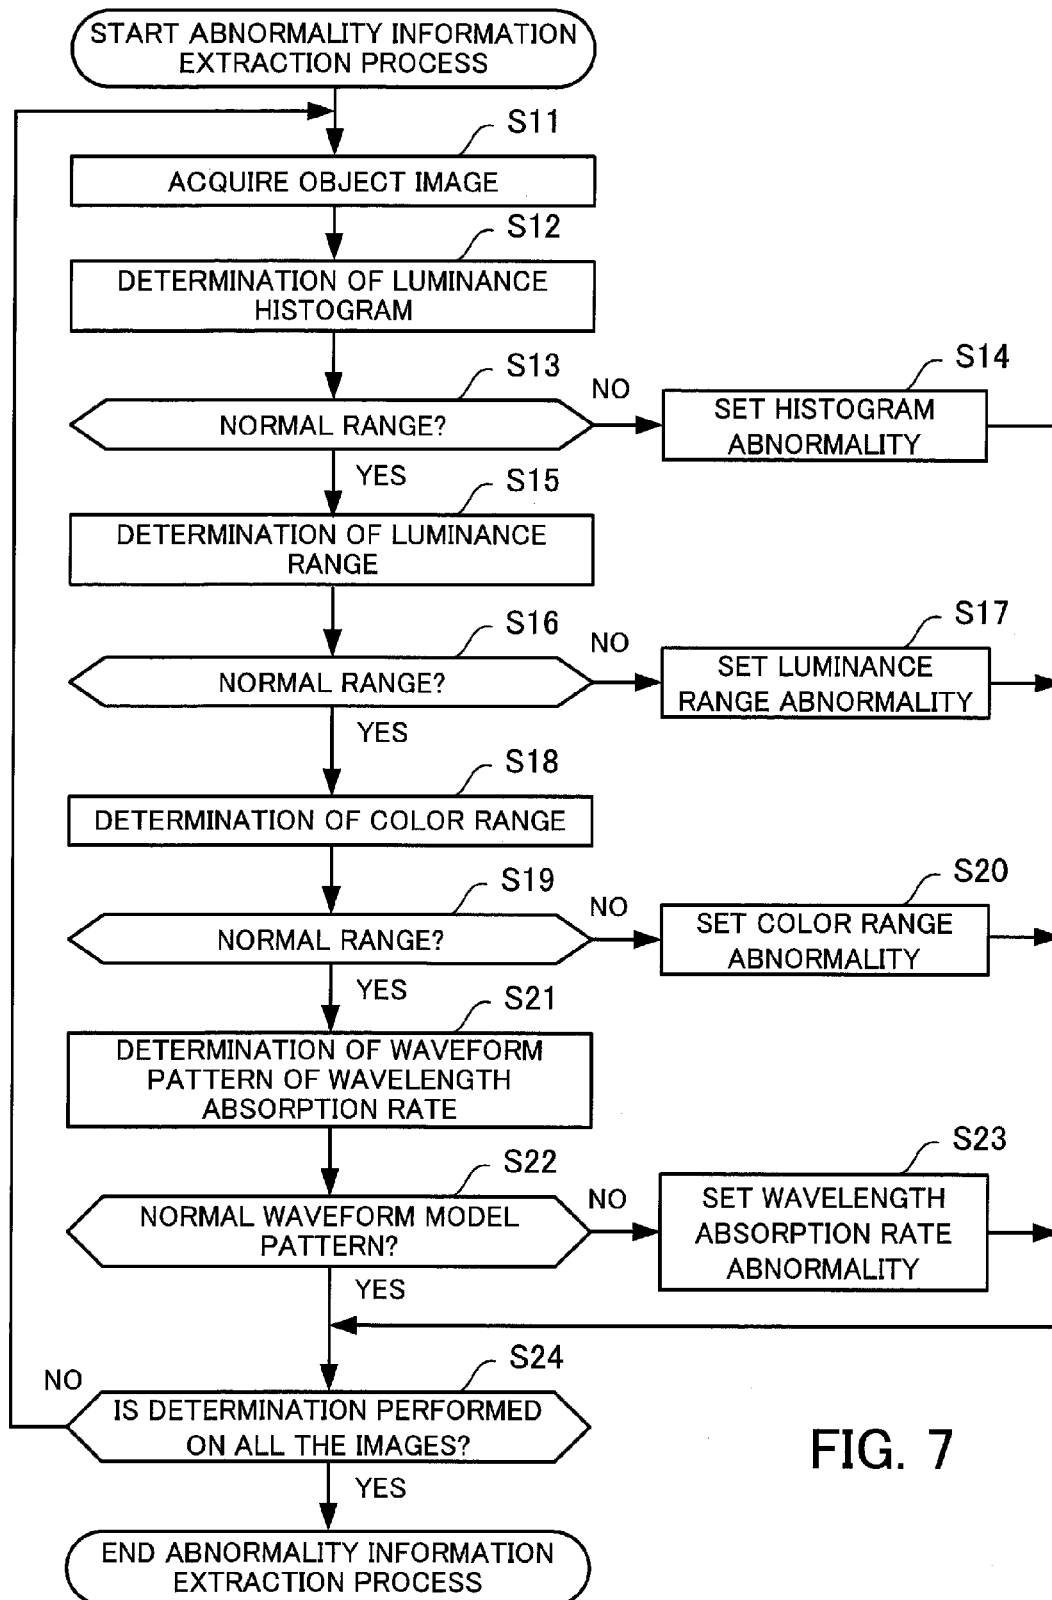 START ABNORMALITY INFORMATION
EXTRACTION PROCESS
S11
ACQUIRE OBJECT IMAGE
S12
DETERMINATION OF LUMINANCE
HISTOGRAM
S13
NORMAL RANGE?
NO
S14
SET HISTOGRAM
ABNORMALITY
YES
S15
DETERMINATION OF LUMINANCE
RANGE
S16
NORMAL RANGE?
NO
S17
SET LUMINANCE
RANGE ABNORMALITY
YES
S18
DETERMINATION OF COLOR RANGE
S19
NORMAL RANGE?
NO
S20
SET COLOR RANGE
ABNORMALITY
YES
S21
DETERMINATION OF WAVEFORM
PATTERN OF WAVELENGTH
ABSORPTION RATE
S22
NORMAL WAVEFORM MODEL
PATTERN?
NO
S23
SET WAVELENGTH
ABSORPTION RATE
ABNORMALITY
YES
S24
NO
IS DETERMINATION PERFORMED
ON ALL THE IMAGES?
YES
END ABNORMALITY INFORMATION
EXTRACTION PROCESS
FIG. 7